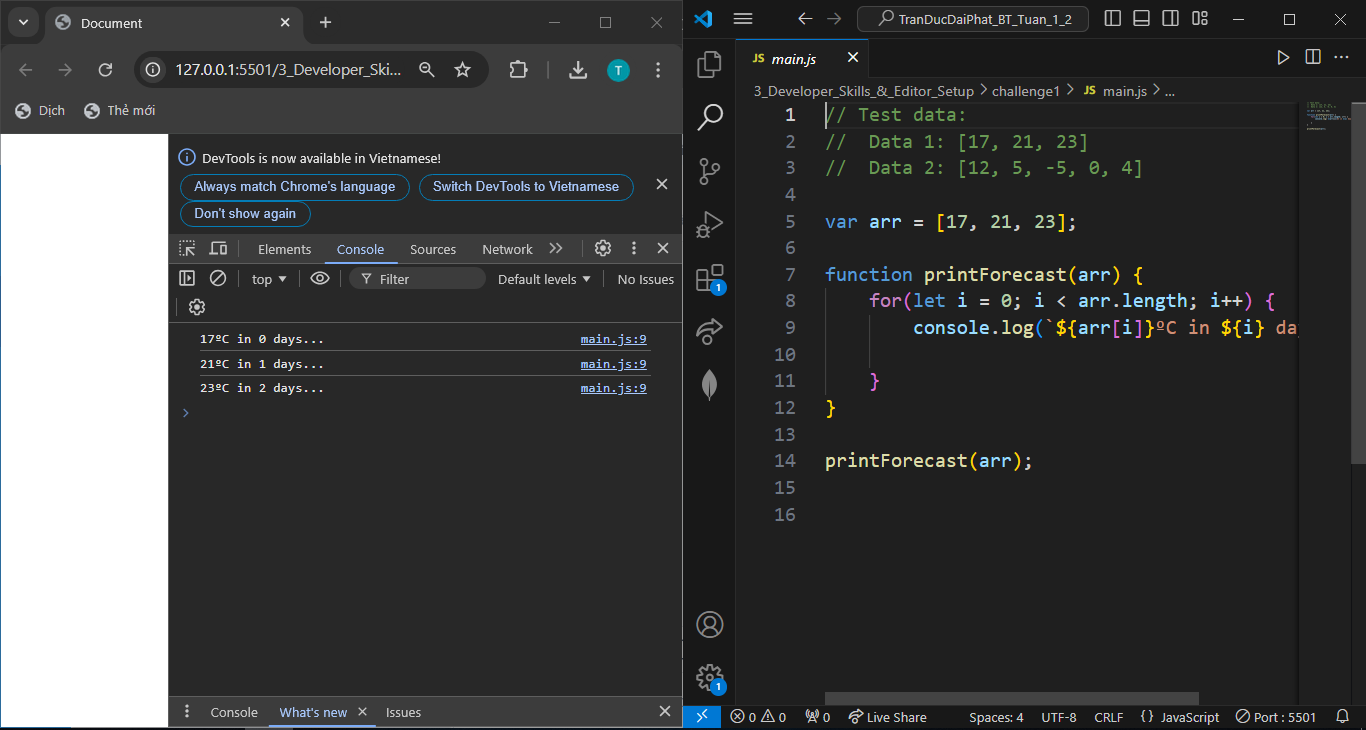 Document
127.0.0.1:5501/3_Developer_Ski...
T
Dịch
Thẻ mới
DevTools is now available in Vietnamese!
Always match Chrome's language
Switch DevTools to Vietnamese
Don't show again
Elements Console Sources Network
top Filter Default levels No Issues
17ºC in 0 days... main.js:9
21ºC in 1 days... main.js:9
23ºC in 2 days... main.js:9
Console What's new Issues
TranDucDaiPhat_BT_Tuan_1_2
JS main.js
3_Developer_Skills_&_Editor_Setup > challenge1 > JS main.js > ...
1 // Test data:
2 //  Data 1: [17, 21, 23]
3 //  Data 2: [12, 5, -5, 0, 4]
4
5 var arr = [17, 21, 23];
6
7 function printForecast(arr) {
8     for(let i = 0; i < arr.length; i++) {
9         console.log(`${arr[i]}ºC in ${i} da
10
11     }
12 }
13
14 printForecast(arr);
15
16
1
1
0 0 0 Live Share Spaces: 4 UTF-8 CRLF {} JavaScript Port : 5501